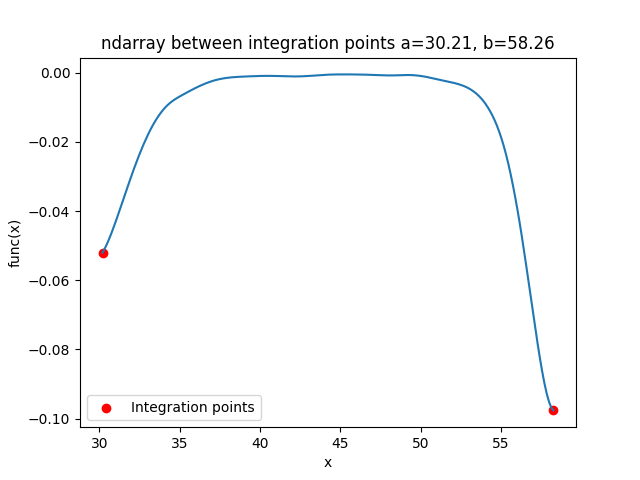 ndarray between integration points a=30.21, b=58.26
0.00
−0.02
−0.04
−0.06
−0.08
−0.10
func(x)
Integration points
30 35 40 45 50 55
x